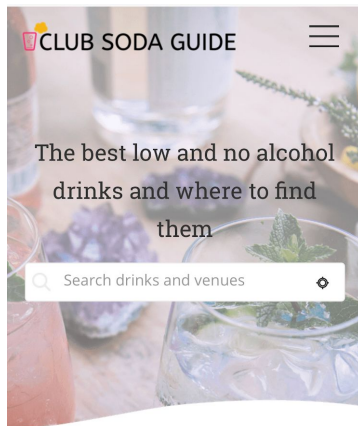 CLUB SODA GUIDE
The best low and no alcohol
drinks and where to find
them
Search drinks and venues